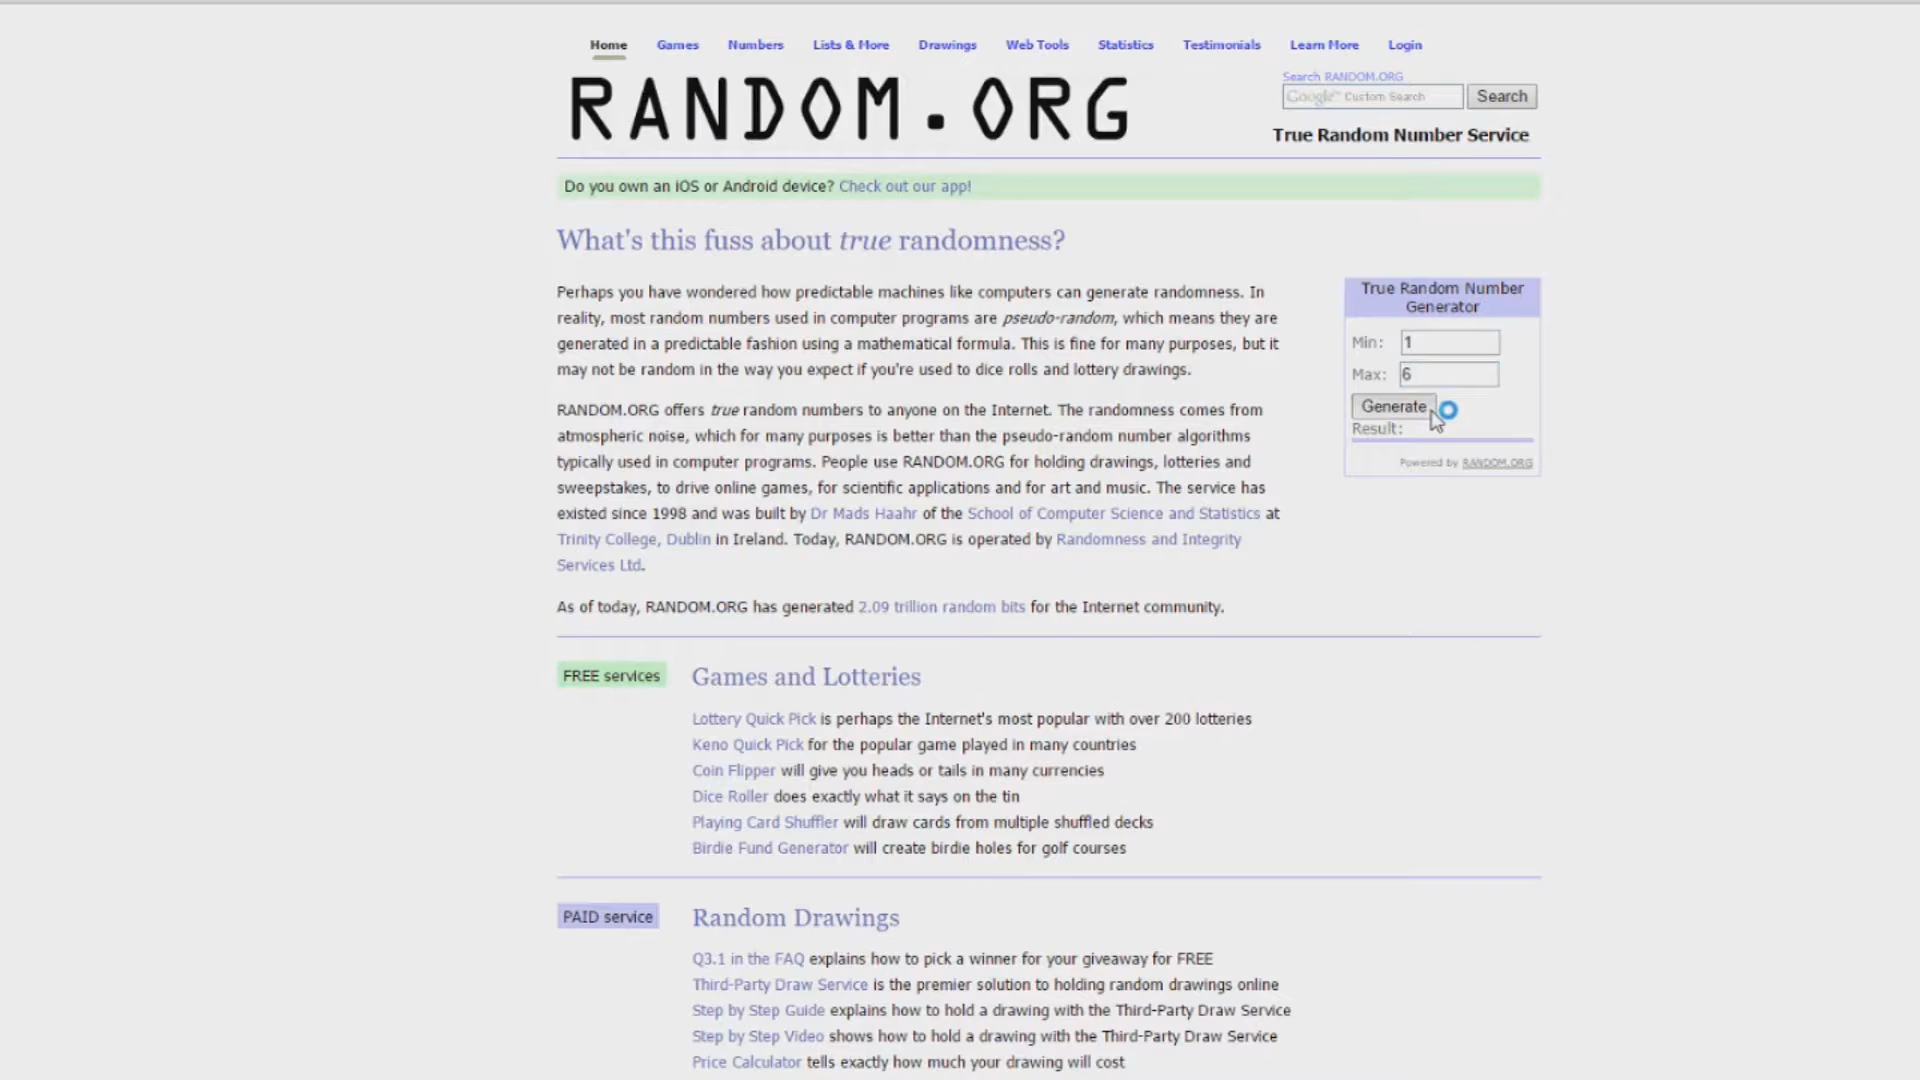 Home Games Numbers Lists & More Drawings Web Tools Statistics Testimonials Learn More Login
RANDOM.ORG
Search RANDOM.ORG
Google™ Custom Search Search
True Random Number Service
Do you own an iOS or Android device? Check out our app!
What's this fuss about true randomness?
Perhaps you have wondered how predictable machines like computers can generate randomness. In
reality, most random numbers used in computer programs are pseudo-random, which means they are
generated in a predictable fashion using a mathematical formula. This is fine for many purposes, but it
may not be random in the way you expect if you're used to dice rolls and lottery drawings.
RANDOM.ORG offers true random numbers to anyone on the Internet. The randomness comes from
atmospheric noise, which for many purposes is better than the pseudo-random number algorithms
typically used in computer programs. People use RANDOM.ORG for holding drawings, lotteries and
sweepstakes, to drive online games, for scientific applications and for art and music. The service has
existed since 1998 and was built by Dr Mads Haahr of the School of Computer Science and Statistics at
Trinity College, Dublin in Ireland. Today, RANDOM.ORG is operated by Randomness and Integrity
Services Ltd.
As of today, RANDOM.ORG has generated 2.09 trillion random bits for the Internet community.
True Random Number
Generator
Min: 1
Max: 6
Generate
Result:
Powered by RANDOM.ORG
FREE services
Games and Lotteries
Lottery Quick Pick is perhaps the Internet's most popular with over 200 lotteries
Keno Quick Pick for the popular game played in many countries
Coin Flipper will give you heads or tails in many currencies
Dice Roller does exactly what it says on the tin
Playing Card Shuffler will draw cards from multiple shuffled decks
Birdie Fund Generator will create birdie holes for golf courses
PAID service
Random Drawings
Q3.1 in the FAQ explains how to pick a winner for your giveaway for FREE
Third-Party Draw Service is the premier solution to holding random drawings online
Step by Step Guide explains how to hold a drawing with the Third-Party Draw Service
Step by Step Video shows how to hold a drawing with the Third-Party Draw Service
Price Calculator tells exactly how much your drawing will cost